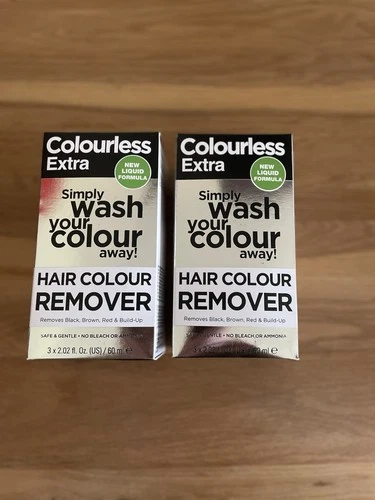 Colourless
Extra
NEW
LIQUID
FORMULA
Simply
wash
your
colour
away!
HAIR COLOUR
REMOVER
Removes Black, Brown, Red & Build-Up
SAFE & GENTLE • NO BLEACH OR AMMONIA
3 x 2.02 fl. Oz. (US) / 60 ml e
Colourless
Extra
NEW
LIQUID
FORMULA
Simply
wash
your
colour
away!
HAIR COLOUR
REMOVER
Removes Black, Brown, Red & Build-Up
GENTLE • NO BLEACH OR AMMONIA
ml e